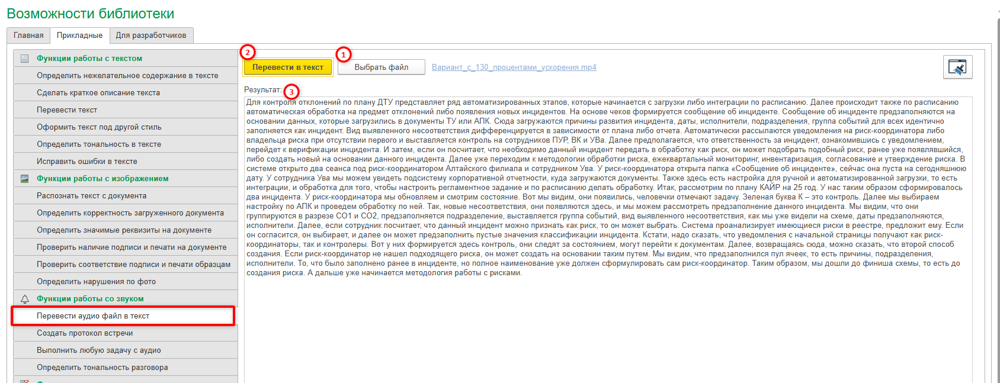 Возможности библиотеки
Главная
Прикладные
Для разработчиков
Функции работы с текстом
Определить нежелательное содержание в тексте
Сделать краткое описание текста
Перевести текст
Оформить текст под другой стиль
Определить тональность в тексте
Исправить ошибки в тексте
Функции работы с изображением
Распознать текст с документа
Определить корректность загруженного документа
Определить значимые реквизиты на документе
Проверить наличие подписи и печати на документе
Проверить соответствие подписи и печати образцам
Определить нарушения по фото
Функции работы со звуком
Перевести аудио файл в текст
Создать протокол встречи
Выполнить любую задачу с аудио
Определить тональность разговора
2
1
Перевести в текст
Выбрать файл
Вариант_с_130_процентами_ускорения.mp4
Результат:
3
Для контроля отклонений по плану ДТУ представляет ряд автоматизированных этапов, которые начинается с загрузки либо интеграции по расписанию. Далее происходит также по расписанию
автоматическая обработка на предмет отклонений либо появления новых инцидентов. На основе чеков формируется сообщение об инциденте. Сообщение об инциденте предзаполняются на
основании данных, которые загрузились в документы ТУ или АПК. Сюда загружаются причины развития инцидента, даты, исполнители, подразделения, группа событий для всех идентично
заполняется как инцидент. Вид выявленного несоответствия дифференцируется в зависимости от плана либо отчета. Автоматически рассылаются уведомления на риск-координатора либо
владельца риска при отсутствии первого и выставляется контроль на сотрудников ПУР, ВК и УВа. Далее предполагается, что ответственность за инцидент, ознакомившись с уведомлением,
перейдет к верификации инцидента. И затем, если он посчитает, что необходимо данный инцидент передать в обработку как риск, он может подобрать подобный риск, ранее уже появлявшийся,
либо создать новый на основании данного инцидента. Далее уже переходим к методологии обработки риска, ежеквартальный мониторинг, инвентаризация, согласование и утверждение риска. В
системе открыто два сеанса под риск-координатором Алтайского филиала и сотрудником Ува. У риск-координатора открыта папка «Сообщение об инциденте», сейчас она пуста на сегодняшнюю
дату. У сотрудника Ува мы можем увидеть подсистему корпоративной отчетности, куда загружаются документы. Также здесь есть настройка для ручной и автоматизированной загрузки, то есть
интеграции, и обработка для того, чтобы настроить регламентное задание и по расписанию делать обработку. Итак, рассмотрим по плану КАЙР на 25 год. У нас таким образом сформировалось
два инцидента. У риск-координатора мы обновляем и смотрим состояние. Вот мы видим, они появились, человечки отмечают задачу. Зеленая буква К – это контроль. Далее мы выбираем
настройку по АПК и проведем обработку по ней. Так, новые несоответствия, они появляются здесь, и мы можем рассмотреть предзаполнение данного инцидента. Мы видим, что они
группируются в разрезе СО1 и СО2, предзаполняется подразделение, выставляется группа событий, вид выявленного несоответствия, как мы уже видели на схеме, даты предзаполняются,
исполнители. Далее, если сотрудник посчитает, что данный инцидент можно признать как риск, то он может выбрать. Система проанализирует имеющиеся риски в реестре, предложит ему. Если
он согласится, он выбирает, и далее он может предзаполнить пустые значения классификации инцидента. Кстати, надо сказать, что уведомления с начальной страницы получают как риск-
координаторы, так и контролеры. Вот у них формируется здесь контроль, они следят за состоянием, могут перейти к документам. Далее, возвращаясь сюда, можно сказать, что второй способ
создания. Если риск-координатор не нашел подходящего риска, он может создать на основании таким путем. Мы видим, что предзаполнился пул ячеек, то есть причины, подразделения,
исполнители. То, что было заполнено ранее в инциденте, но полное наименование уже должен сформулировать сам риск-координатор. Таким образом, мы дошли до финиша схемы, то есть до
создания риска. А дальше уже начинается методология работы с рисками.